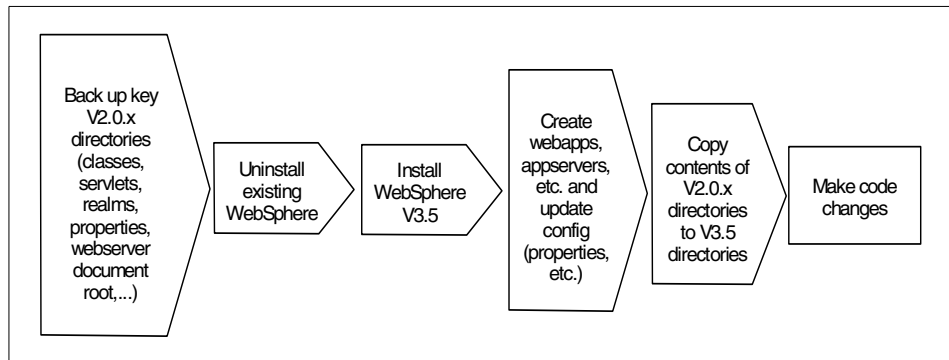 Back up key
V2.0.x
directories
(classes,
servlets,
realms,
properties,
webserver
document
root,...)
Uninstall
existing
WebSphere
Install
WebSphere
V3.5
Create
webapps,
appservers,
etc. and
update
config
(properties,
etc.)
Copy
contents of
V2.0.x
directories
to V3.5
directories
Make code
changes